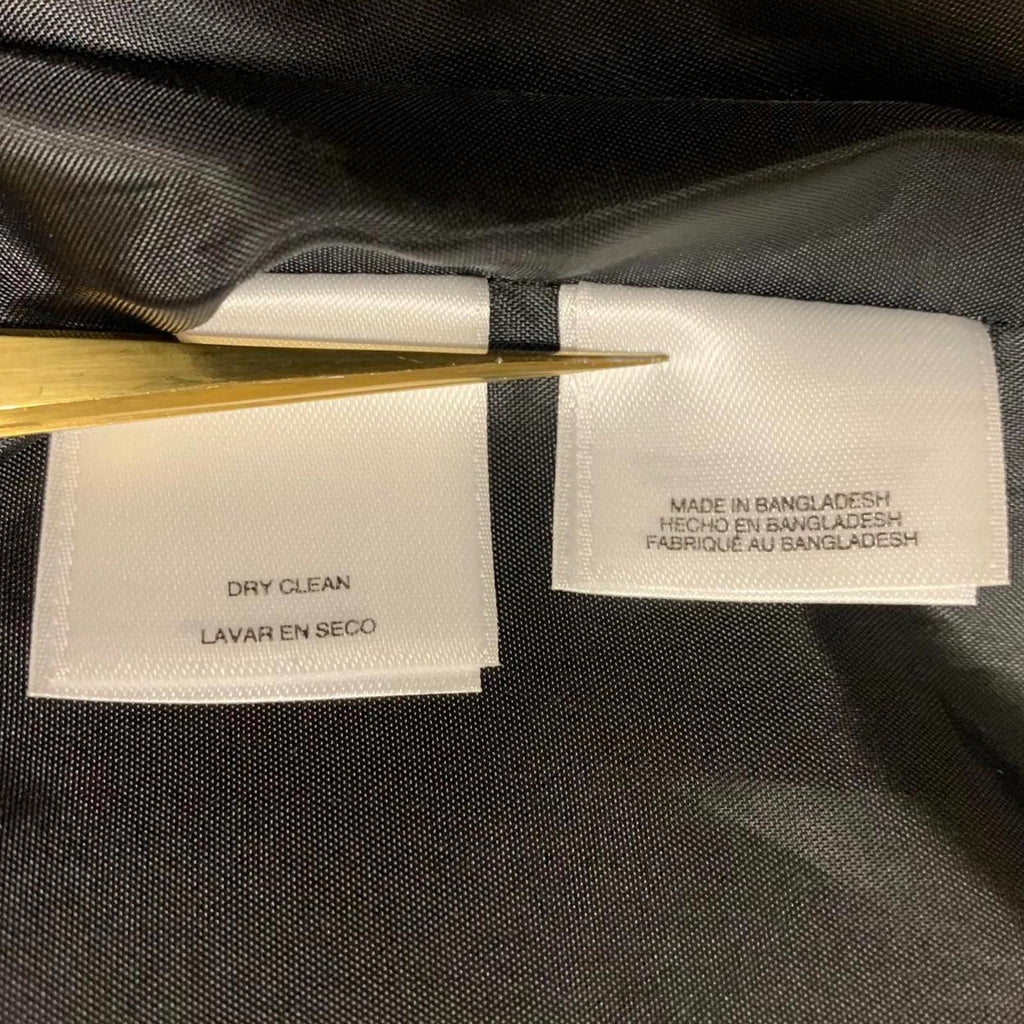 DRY CLEAN
LAVAR EN SECO
MADE IN BANGLADESH
HECHO EN BANGLADESH
FABRIQUÉ AU BANGLADESH